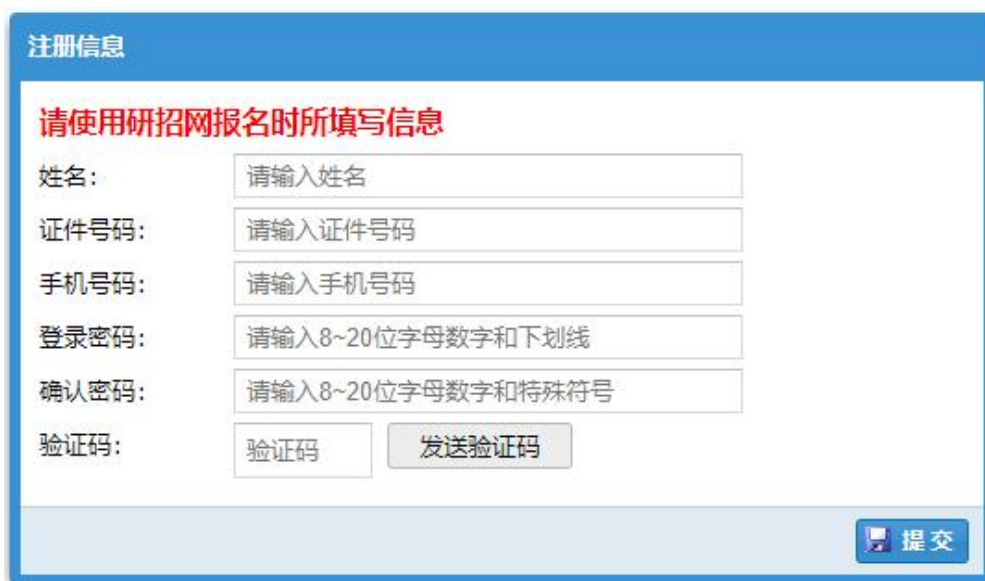 注册信息
请使用研招网报名时所填写信息
姓名: 请输入姓名
证件号码: 请输入证件号码
手机号码: 请输入手机号码
登录密码: 请输入8~20位字母数字和下划线
确认密码: 请输入8~20位字母数字和特殊符号
验证码: 验证码 发送验证码
提交